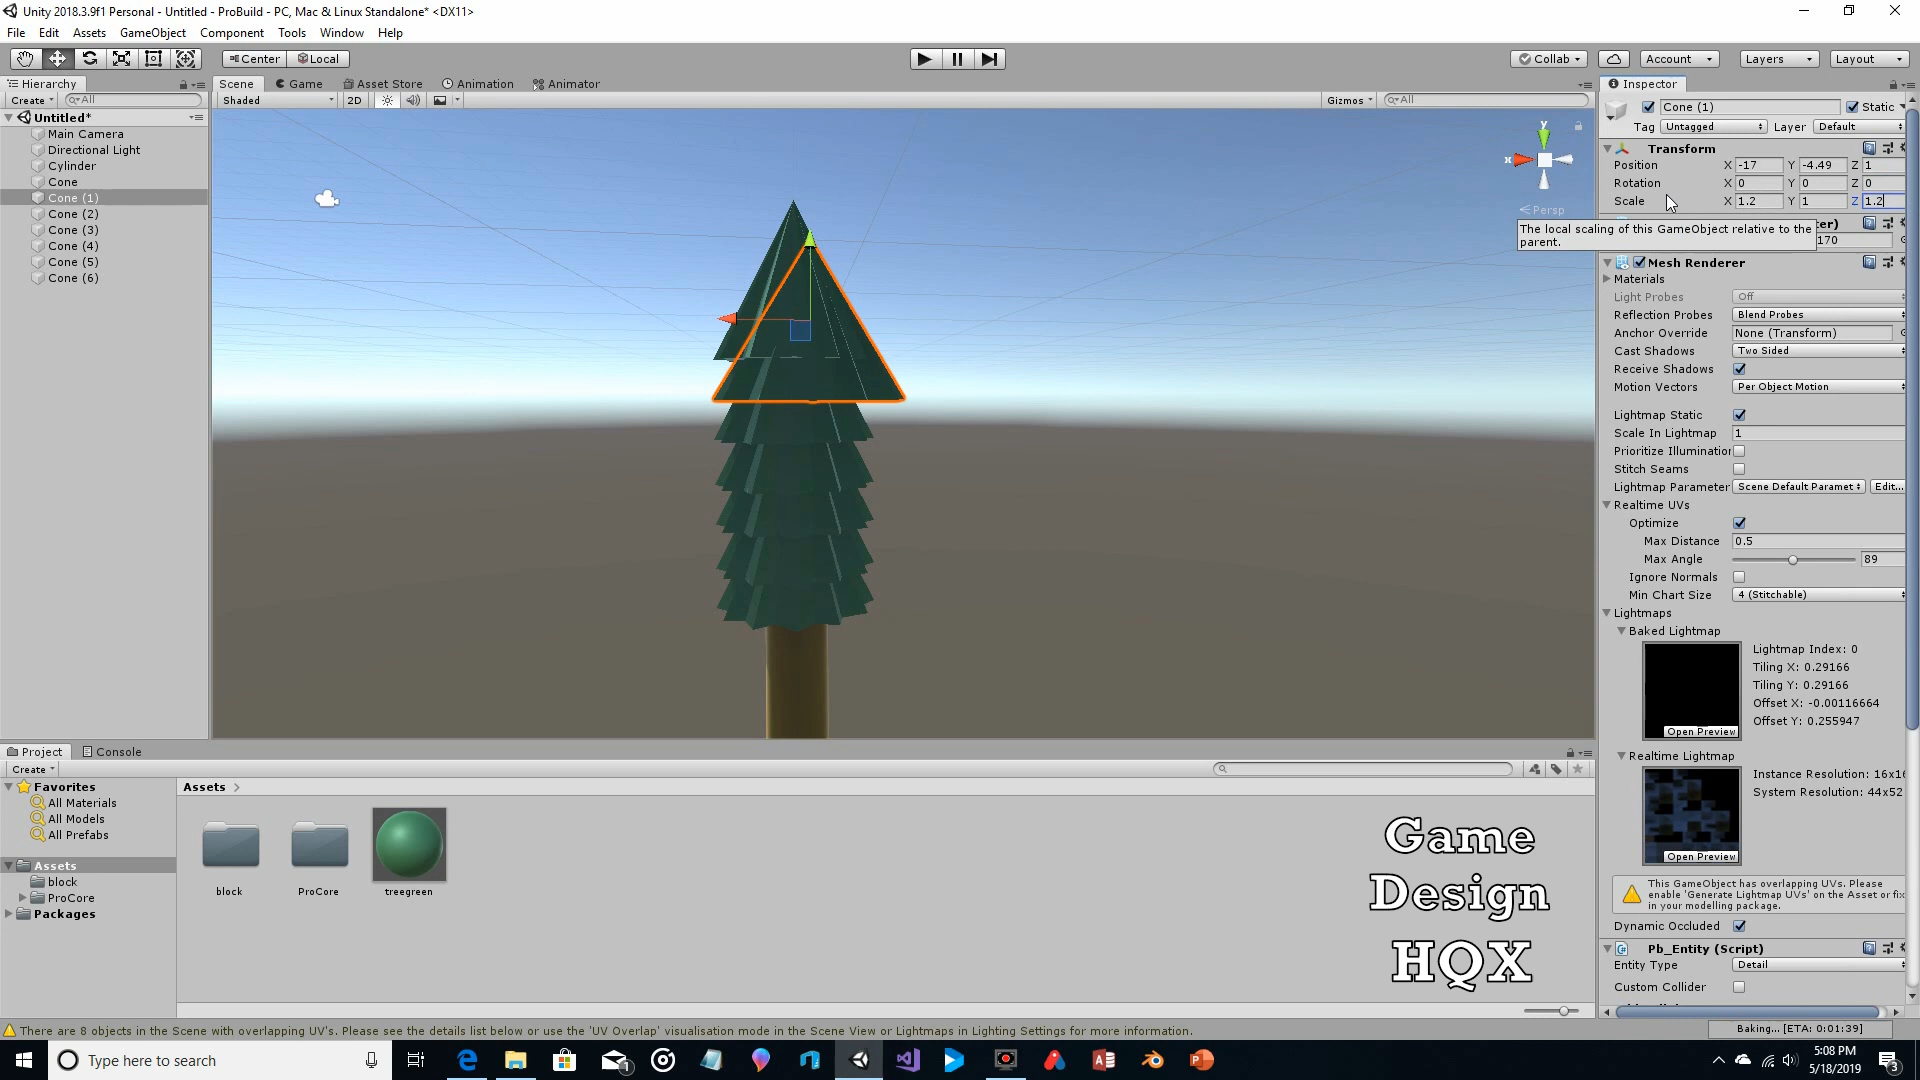 Unity 2018.3.9f1 Personal - Untitled - ProBuild - PC, Mac & Linux Standalone* <DX11>
File Edit Assets GameObject Component Tools Window Help
Center Local Collab Account Layers Layout
Hierarchy Scene Game Asset Store Animation Animator Inspector
Create All Shaded 2D Gizmos All
Cone (1) Static
Untitled*
Tag Untagged Layer Default
Main Camera
Directional Light
Cylinder
Cone
Cone (1)
Cone (2)
Cone (3)
Cone (4)
Cone (5)
Cone (6)
y
x
Persp
Transform
Position X -17 Y -4.49 Z 1
Rotation X 0 Y 0 Z 0
Scale X 1.2 Y 1 Z 1.2
The local scaling of this GameObject relative to the
parent.
170
Mesh Renderer
Materials
Light Probes Off
Reflection Probes Blend Probes
Anchor Override None (Transform)
Cast Shadows Two Sided
Receive Shadows
Motion Vectors Per Object Motion
Lightmap Static
Scale In Lightmap 1
Prioritize Illumination
Stitch Seams
Lightmap Parameter Scene Default Paramet Edit...
Realtime UVs
Optimize
Max Distance 0.5
Max Angle 89
Ignore Normals
Min Chart Size 4 (Stitchable)
Lightmaps
Baked Lightmap
Lightmap Index: 0
Tiling X: 0.29166
Tiling Y: 0.29166
Offset X: -0.00116664
Offset Y: 0.255947
Open Preview
Realtime Lightmap
Instance Resolution: 16x16
System Resolution: 44x52
Open Preview
This GameObject has overlapping UVs. Please
enable 'Generate Lightmap UVs' on the Asset or fix
in your modelling package.
Dynamic Occluded
Pb_Entity (Script)
Entity Type Detail
Custom Collider
Project Console
Create
Favorites
All Materials
All Models
All Prefabs
Assets
block
ProCore
Packages
Assets
block ProCore treegreen
Game
Design
HQX
There are 8 objects in the Scene with overlapping UV's. Please see the details list below or use the 'UV Overlap' visualisation mode in the Scene View or Lightmaps in Lighting Settings for more information.
Baking... [ETA: 0:01:39]
Type here to search
1
5:08 PM
5/18/2019
3